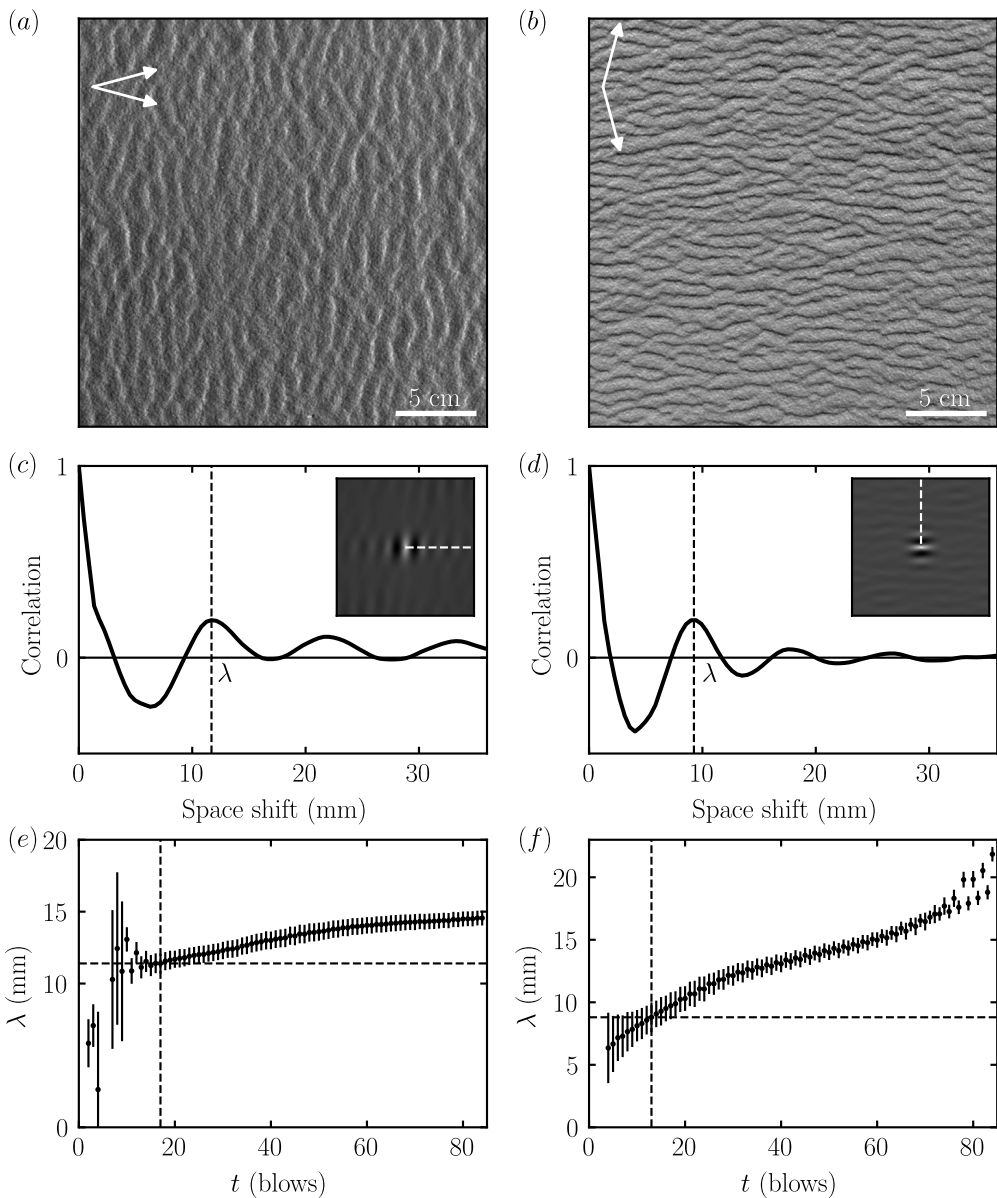 (a)
5 cm
(b)
5 cm
(c)
1
0
Correlation
λ
0 10 20 30
Space shift (mm)
(d)
1
0
Correlation
λ
0 10 20 30
Space shift (mm)
(e)
20
15
10
0
λ (mm)
0 20 40 60 80
t (blows)
(f)
20
15
10
5
0
λ (mm)
0 20 40 60 80
t (blows)